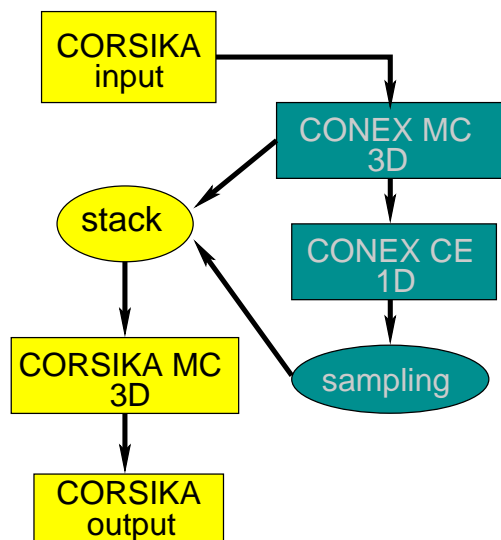 CORSIKA
input
CONEX MC
3D
stack
CONEX CE
1D
CORSIKA MC
3D
sampling
CORSIKA
output